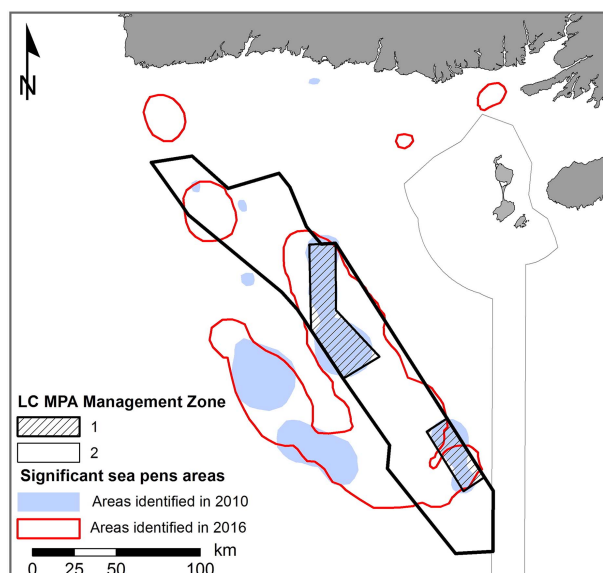 N
LC MPA Management Zone
1
2
Significant sea pens areas
Areas identified in 2010
Areas identified in 2016
km
0 25 50 100